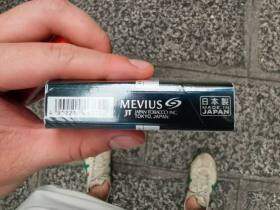 MEVIUS
JT JAPAN TOBACCO INC.
TOKYO, JAPAN
日本製
MADE IN
JAPAN